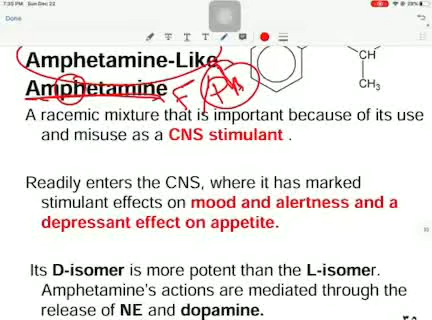 7:35 PM Sun Dec 22
29%
Done
T T T
Amphetamine-Like
CH
Amphetamine
CH3
A racemic mixture that is important because of its use
and misuse as a CNS stimulant .
Readily enters the CNS, where it has marked
stimulant effects on mood and alertness and a
depressant effect on appetite.
Its D-isomer is more potent than the L-isomer.
Amphetamine's actions are mediated through the
release of NE and dopamine.